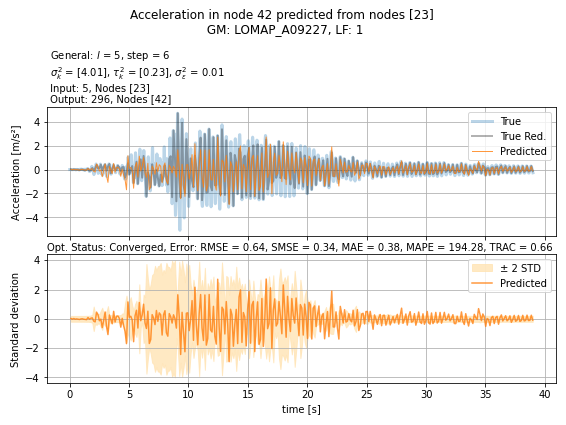 Acceleration in node 42 predicted from nodes [23]
GM: LOMAP_A09227, LF: 1
General: l = 5, step = 6
σ²ₖ = [4.01], τ²ₖ = [0.23], σ²ε = 0.01
Input: 5, Nodes [23]
Output: 296, Nodes [42]
Acceleration [m/s²]
4
2
0
−2
−4
True
True Red.
Predicted
Opt. Status: Converged, Error: RMSE = 0.64, SMSE = 0.34, MAE = 0.38, MAPE = 194.28, TRAC = 0.66
Standard deviation
4
2
0
−2
−4
± 2 STD
Predicted
0 5 10 15 20 25 30 35 40
time [s]